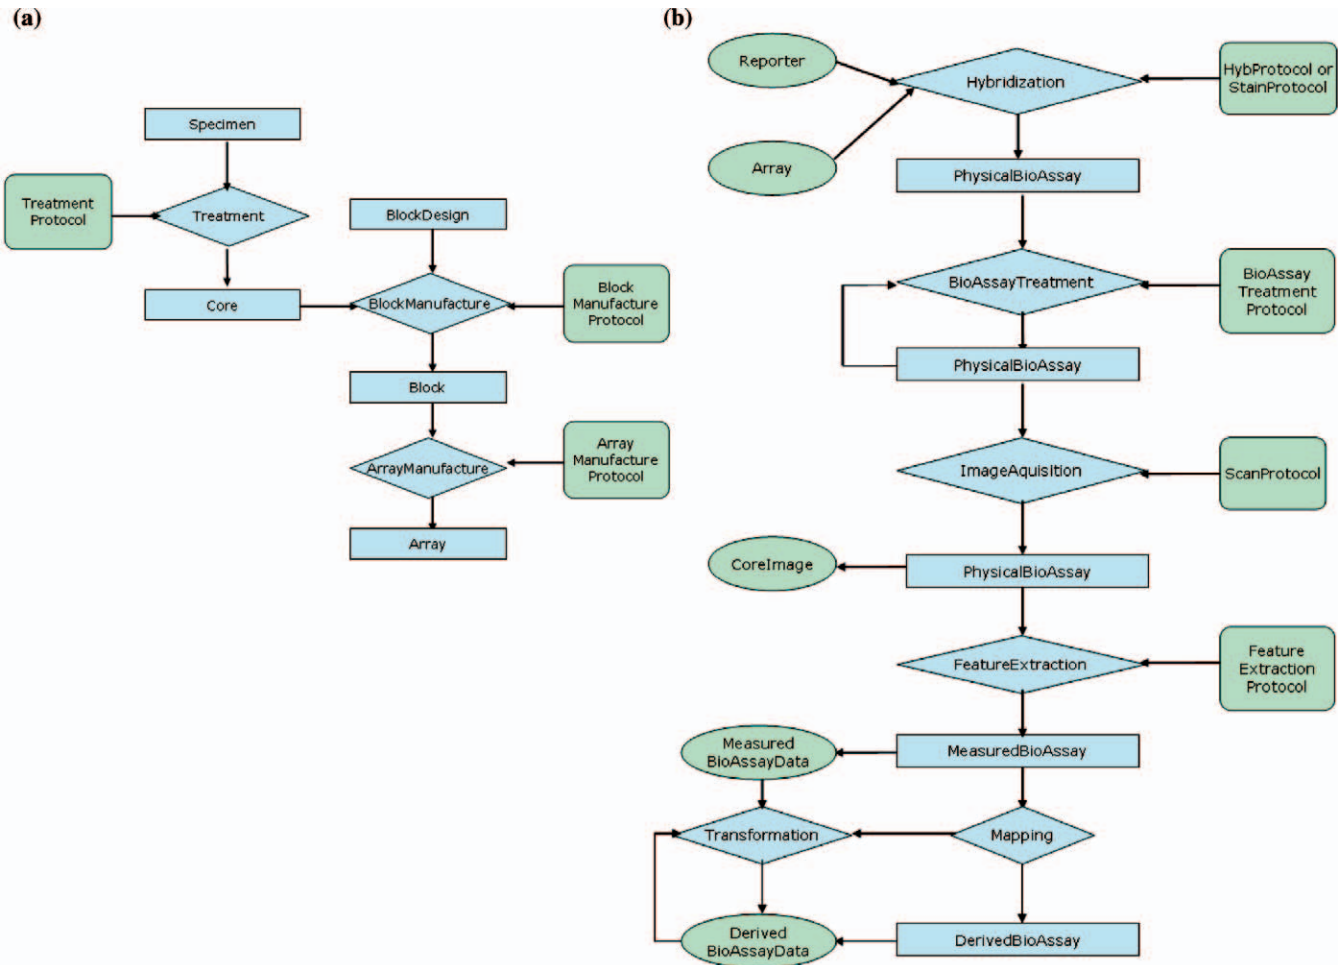 (a)
Specimen
Treatment
Protocol
Treatment
BlockDesign
Core
BlockManufacture
Block
Manufacture
Protocol
Block
ArrayManufacture
Array
Manufacture
Protocol
Array
(b)
Reporter
Hybridization
HybProtocol or
StainProtocol
Array
PhysicalBioAssay
BioAssayTreatment
BioAssay
Treatment
Protocol
PhysicalBioAssay
ImageAquisition
ScanProtocol
CoreImage
PhysicalBioAssay
FeatureExtraction
Feature
Extraction
Protocol
Measured
BioAssayData
MeasuredBioAssay
Transformation
Mapping
Derived
BioAssayData
DerivedBioAssay